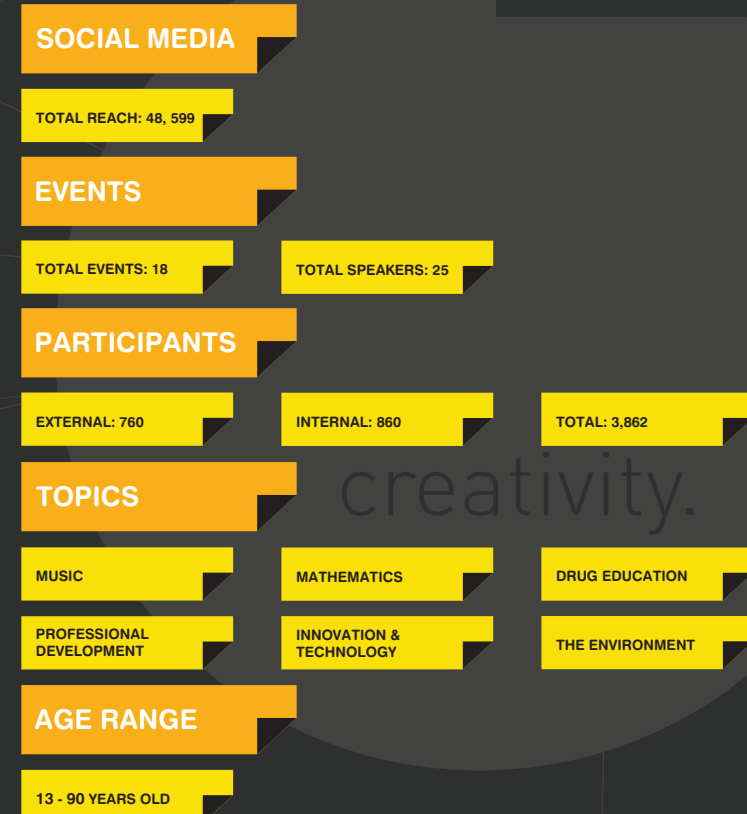 SOCIAL MEDIA
TOTAL REACH: 48, 599
EVENTS
TOTAL EVENTS: 18
TOTAL SPEAKERS: 25
PARTICIPANTS
EXTERNAL: 760
INTERNAL: 860
TOTAL: 3,862
creativity.
TOPICS
MUSIC
MATHEMATICS
DRUG EDUCATION
PROFESSIONAL
DEVELOPMENT
INNOVATION &
TECHNOLOGY
THE ENVIRONMENT
AGE RANGE
13 - 90 YEARS OLD